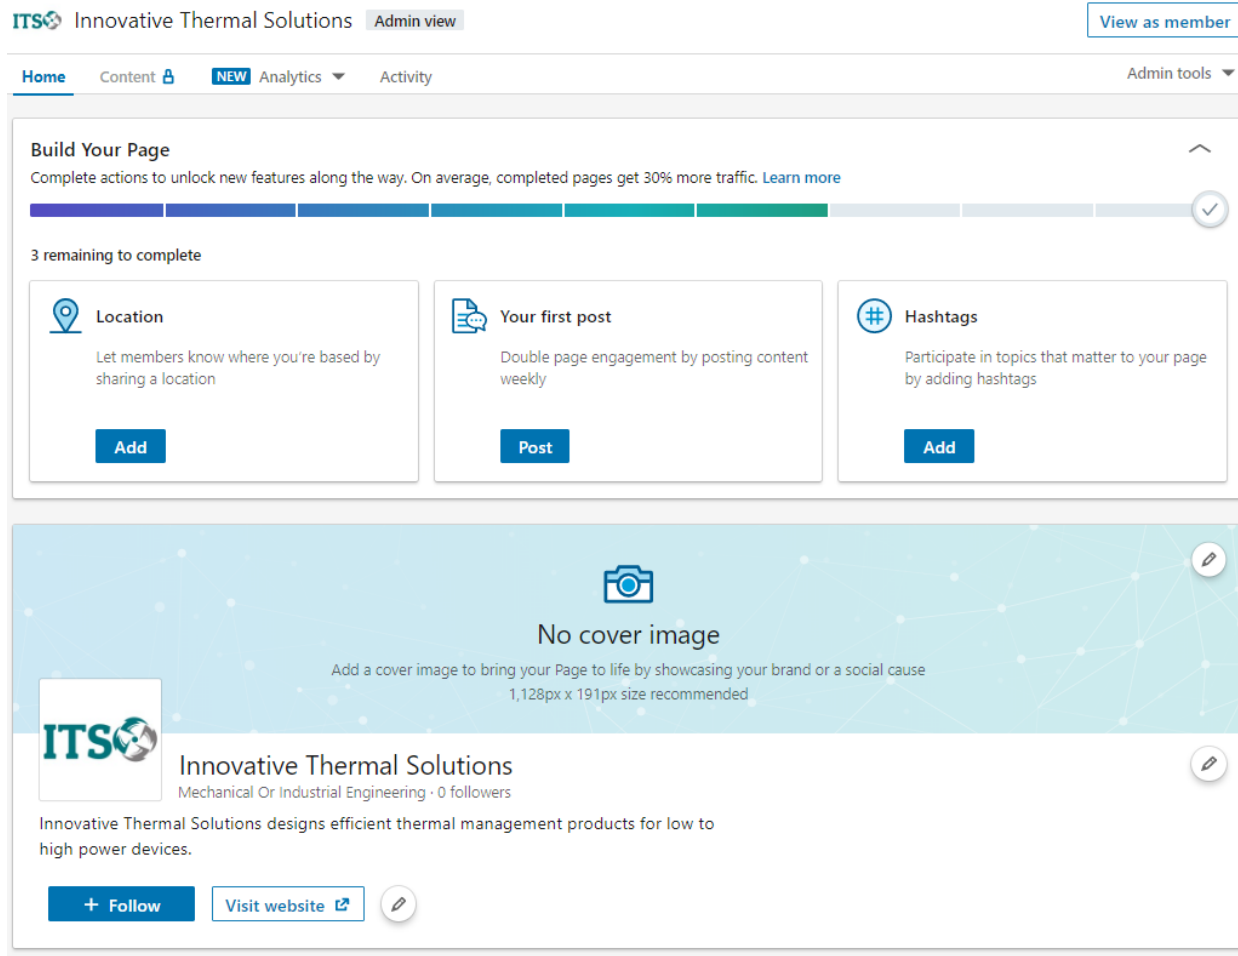 ITS Innovative Thermal Solutions Admin view
View as member
Home Content NEW Analytics Activity
Admin tools
Build Your Page
Complete actions to unlock new features along the way. On average, completed pages get 30% more traffic. Learn more
3 remaining to complete
Location
Let members know where you're based by
sharing a location
Add
Your first post
Double page engagement by posting content
weekly
Post
Hashtags
Participate in topics that matter to your page
by adding hashtags
Add
No cover image
Add a cover image to bring your Page to life by showcasing your brand or a social cause
1,128px x 191px size recommended
ITS
Innovative Thermal Solutions
Mechanical Or Industrial Engineering · 0 followers
Innovative Thermal Solutions designs efficient thermal management products for low to
high power devices.
+ Follow
Visit website